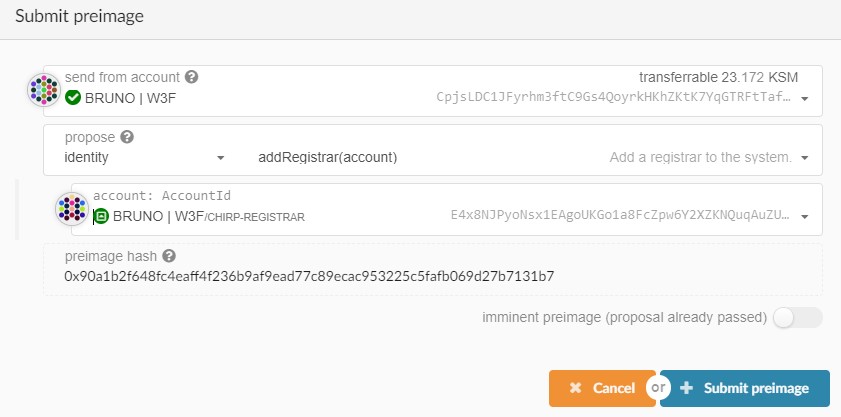 Submit preimage
send from account ?
transferrable 23.172 KSM
BRUNO | W3F
CpjsLDC1JFyrhm3ftC9Gs4QoyrkHKhZKtK7YqGTRFtTaf…
propose ?
identity
addRegistrar(account)
Add a registrar to the system.
account: AccountId
BRUNO | W3F/CHIRP-REGISTRAR
E4x8NJPyoNsx1EAgoUKGo1a8FcZpw6Y2XZKNQuqAuZU…
preimage hash ?
0x90a1b2f648fc4eaff4f236b9af9ead77c89ecac953225c5fafb069d27b7131b7
imminent preimage (proposal already passed)
Cancel or Submit preimage